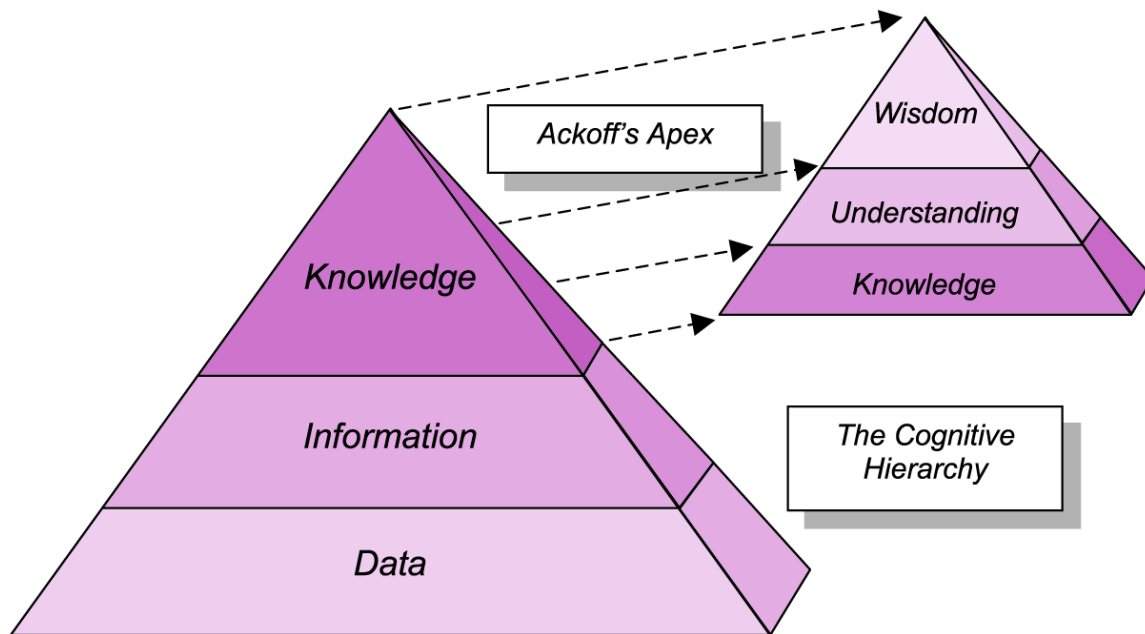 Ackoff's Apex
Wisdom
Understanding
Knowledge
Knowledge
Information
Data
The Cognitive
Hierarchy